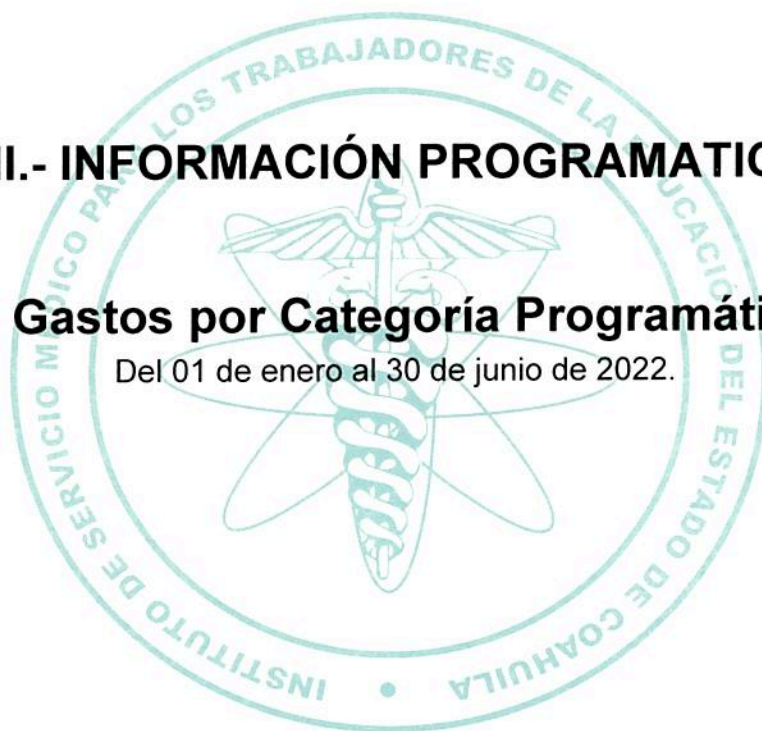 II.- INFORMACIÓN PROGRAMATIC
Gastos por Categoría Programáti
Del 01 de enero al 30 de junio de 2022.
INSTITUTO DE SERVICIO MÉDICO PARA LOS TRABAJADORES DE LA EDUCACIÓN DEL ESTADO DE COAHUILA